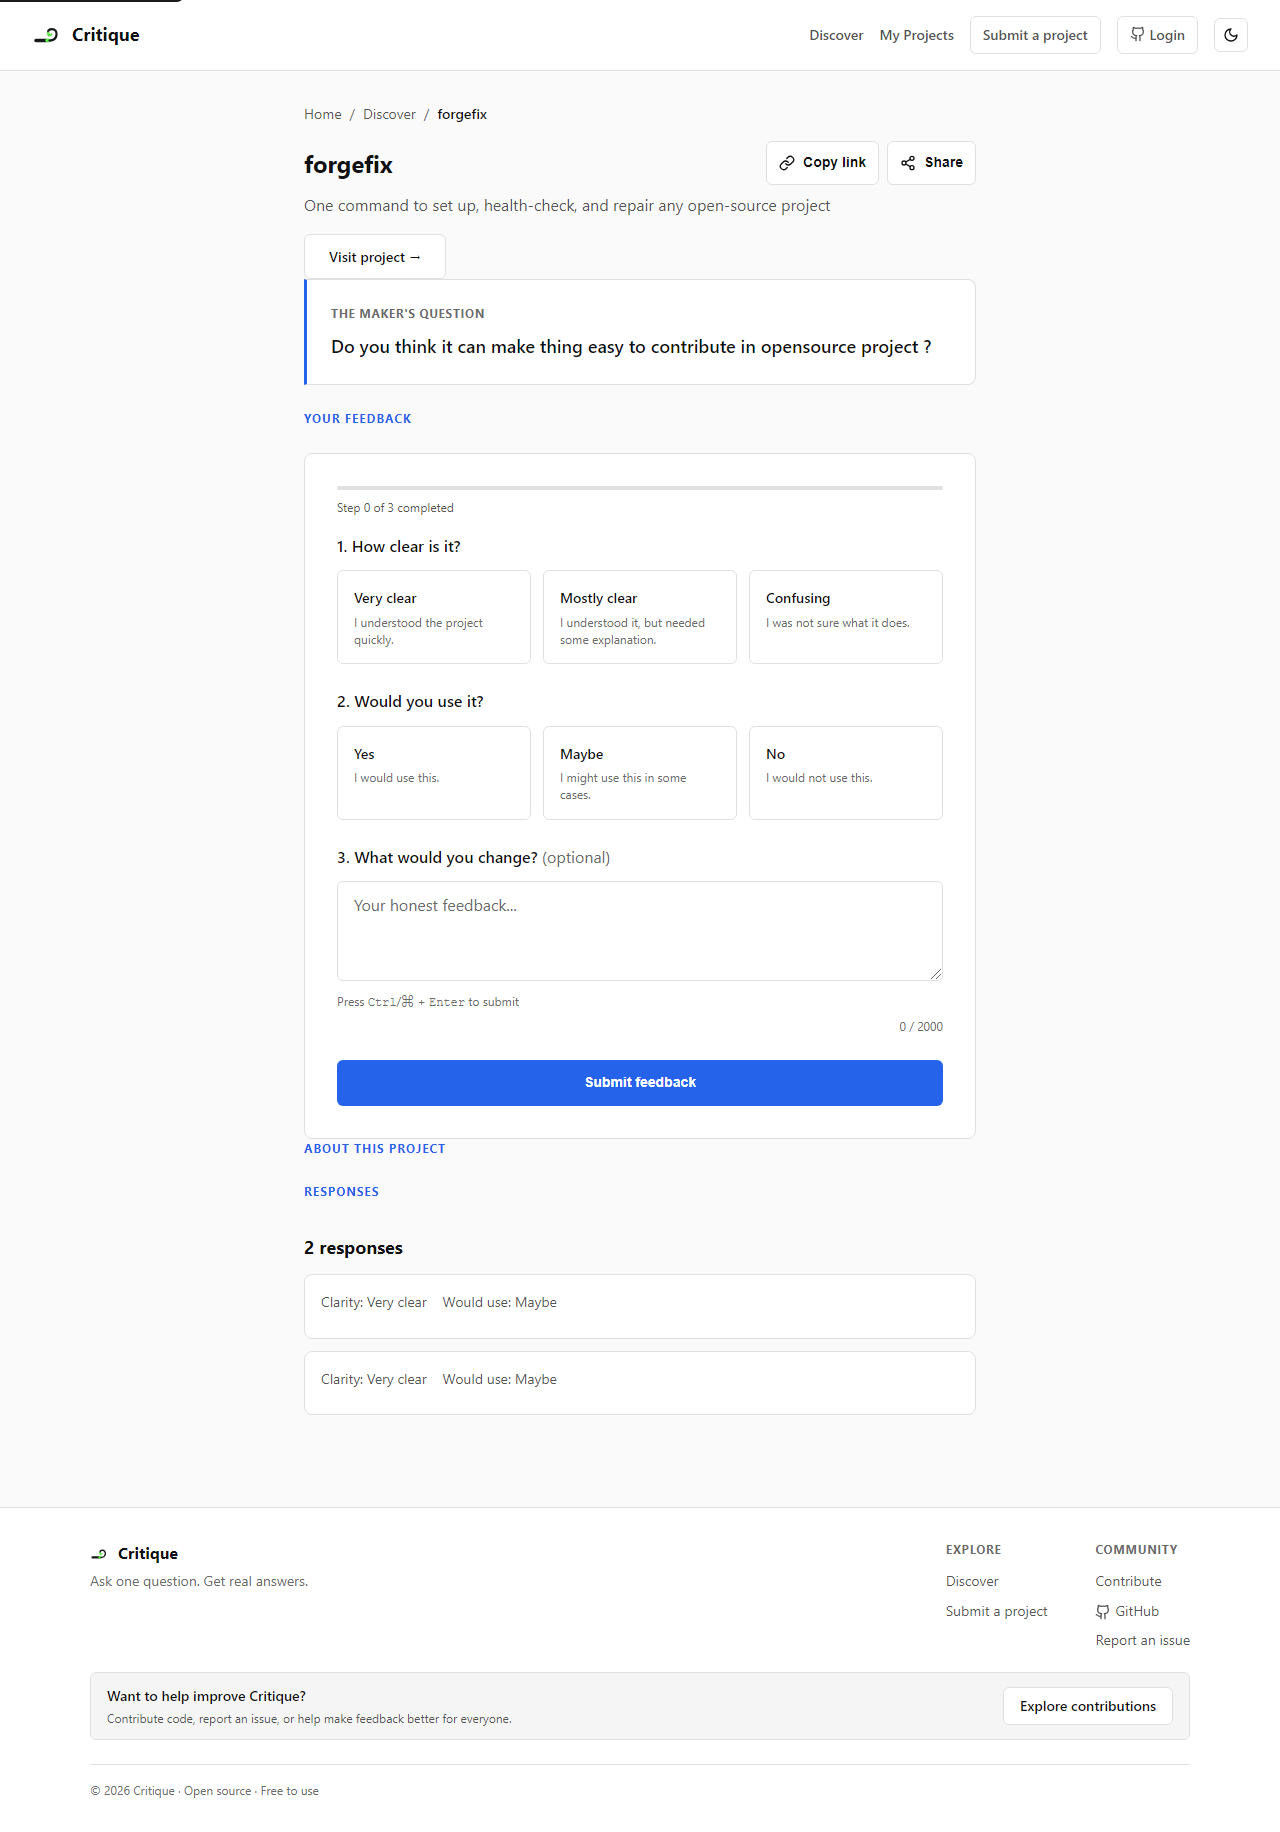 Critique
Discover
My Projects
Submit a project
Login
Home / Discover / forgefix
forgefix
Copy link
Share
One command to set up, health-check, and repair any open-source project
Visit project →
THE MAKER'S QUESTION
Do you think it can make thing easy to contribute in opensource project ?
YOUR FEEDBACK
Step 0 of 3 completed
1. How clear is it?
Very clear
I understood the project
quickly.
Mostly clear
I understood it, but needed
some explanation.
Confusing
I was not sure what it does.
2. Would you use it?
Yes
I would use this.
Maybe
I might use this in some
cases.
No
I would not use this.
3. What would you change? (optional)
Your honest feedback...
Press Ctrl/⌘ + Enter to submit
0 / 2000
Submit feedback
ABOUT THIS PROJECT
RESPONSES
2 responses
Clarity: Very clear Would use: Maybe
Clarity: Very clear Would use: Maybe
Critique
Ask one question. Get real answers.
EXPLORE
Discover
Submit a project
COMMUNITY
Contribute
GitHub
Report an issue
Want to help improve Critique?
Contribute code, report an issue, or help make feedback better for everyone.
Explore contributions
© 2026 Critique · Open source · Free to use